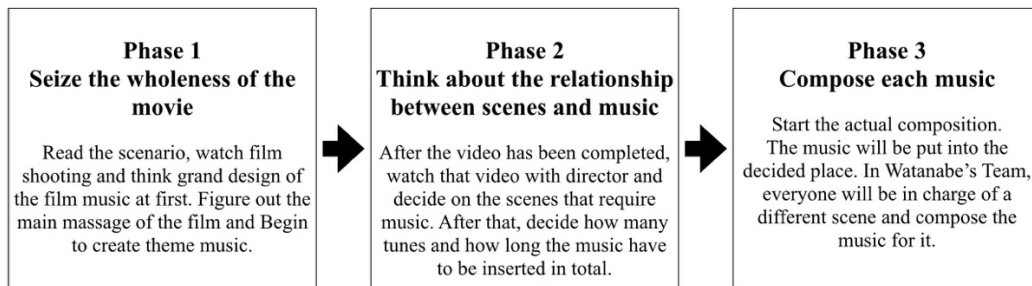 Phase 1
Seize the wholeness of the
movie
Read the scenario, watch film
shooting and think grand design of
the film music at first. Figure out the
main massage of the film and Begin
to create theme music.
Phase 2
Think about the relationship
between scenes and music
After the video has been completed,
watch that video with director and
decide on the scenes that require
music. After that, decide how many
tunes and how long the music have
to be inserted in total.
Phase 3
Compose each music
Start the actual composition.
The music will be put into the
decided place. In Watanabe’s Team,
everyone will be in charge of a
different scene and compose the
music for it.